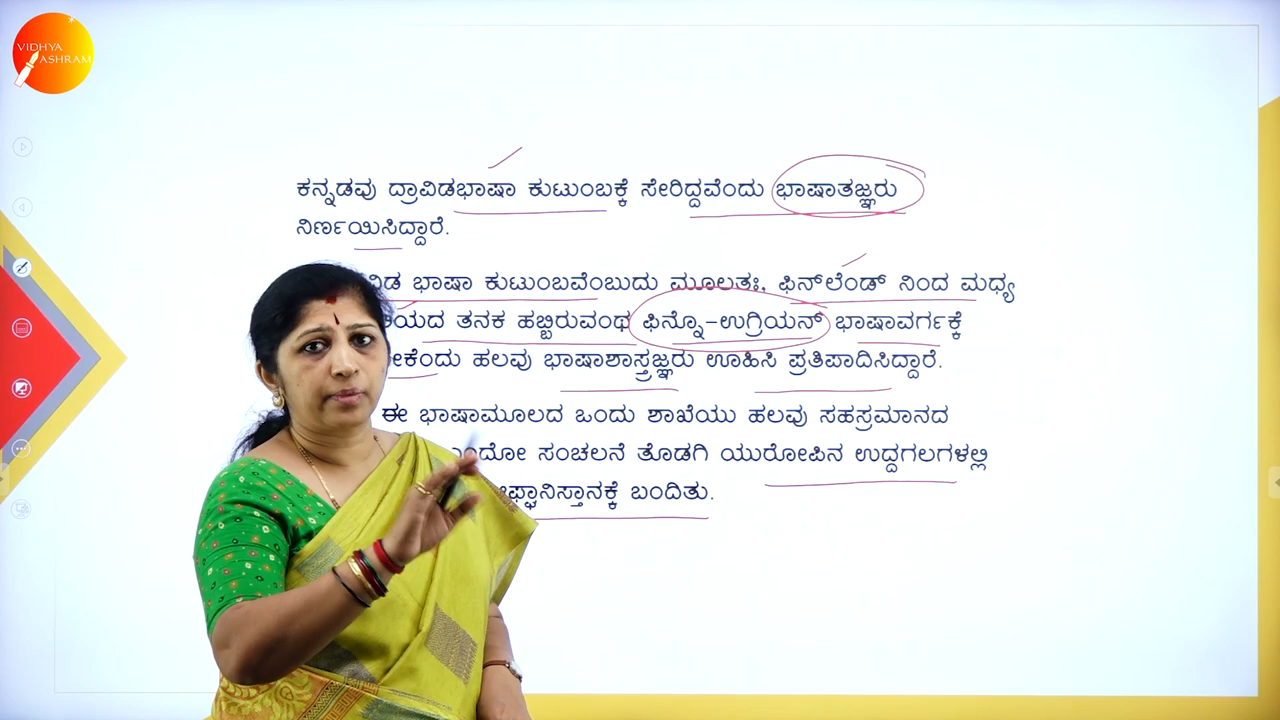 VIDHYA
ASHRAM
ಕನ್ನಡವು ದ್ರಾವಿಡಭಾಷಾ ಕುಟುಂಬಕ್ಕೆ ಸೇರಿದ್ದವೆಂದು ಭಾಷಾತಜ್ಞರು
ನಿರ್ಣಯಿಸಿದ್ದಾರೆ.
ಭಾಷಾ ಕುಟುಂಬವೆಂಬುದು ಮೂಲತಃ, ಫಿನ್‌ಲೆಂಡ್ ನಿಂದ ಮಧ್ಯ
ತನಕ ಹಬ್ಬಿರುವಂಥ ಫಿನ್ನೊ-ಉಗ್ರಿಯನ್ ಭಾಷಾವರ್ಗಕ್ಕೆ
ಹಲವು ಭಾಷಾಶಾಸ್ತ್ರಜ್ಞರು ಊಹಿಸಿ ಪ್ರತಿಪಾದಿಸಿದ್ದಾರೆ.
ಈ ಭಾಷಾಮೂಲದ ಒಂದು ಶಾಖೆಯು ಹಲವು ಸಹಸ್ರಮಾನದ
ಸಂಚಲನೆ ತೊಡಗಿ ಯುರೋಪಿನ ಉದ್ದಗಲಗಳಲ್ಲಿ
ಬಂದಿತು.